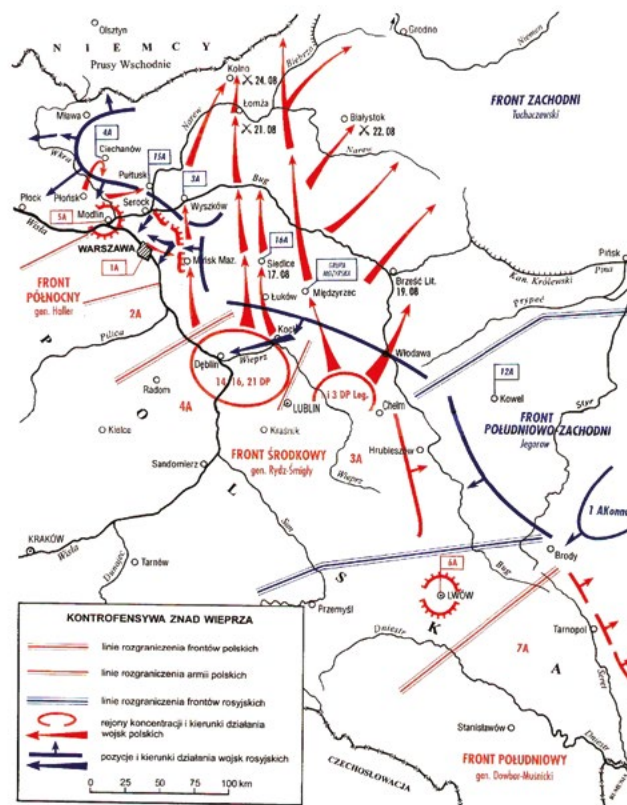 Olsztyn
Grodno
Niemen
N I E M C Y
Prusy Wschodnie
Kolno
24.08
Biebrza
Łomża
Narew
21.08
Białystok
22.08
Narew
FRONT ZACHODNI
Tuchaczewski
Mława
4A
Ciechanów
Wkra
15A
Pułtusk
3A
Bug
Płock
Płońsk
Serock
Wyszków
Wisła
5A
Modlin
WARSZAWA
1A
Mińsk Maz.
16A
Siedlce
17.08
GRUPA
MOZYRSKA
Międzyrzec
Brześć Lit.
19.08
Pińsk
Pina
Kan. Królewski
Prypeć
FRONT
PÓŁNOCNY
gen. Haller
2A
Łuków
Pilica
Kock
Włodawa
Dęblin
Wieprz
14, 16, 21 DP
Radom
4A
LUBLIN
i 3 DP Leg.
Chełm
12A
Kowel
Styr
Kielce
Kraśnik
3A
Hrubieszów
FRONT
POŁUDNIOWO-ZACHODNI
Jegorow
FRONT ŚRODKOWY
gen. Rydz-Śmigły
Wieprz
Sandomierz
P O L S K A
1 AKonna
KRAKÓW
Wisła
San
Brody
Dunajec
Tarnów
Bug
6A
LWÓW
Przemyśl
Tarnopol
Dniestr
7A
Seret
Stanisławów
Dniestr
FRONT POŁUDNIOWY
gen. Dowbor-Muśnicki
CZECHOSŁOWACJA
KONTROFENSYWA ZNAD WIEPRZA
linie rozgraniczenia frontów polskich
linie rozgraniczenia armii polskich
linie rozgraniczenia frontów rosyjskich
rejony koncentracji i kierunki działania
wojsk polskich
pozycje i kierunki działania wojsk rosyjskich
0 25 50 75 100 km